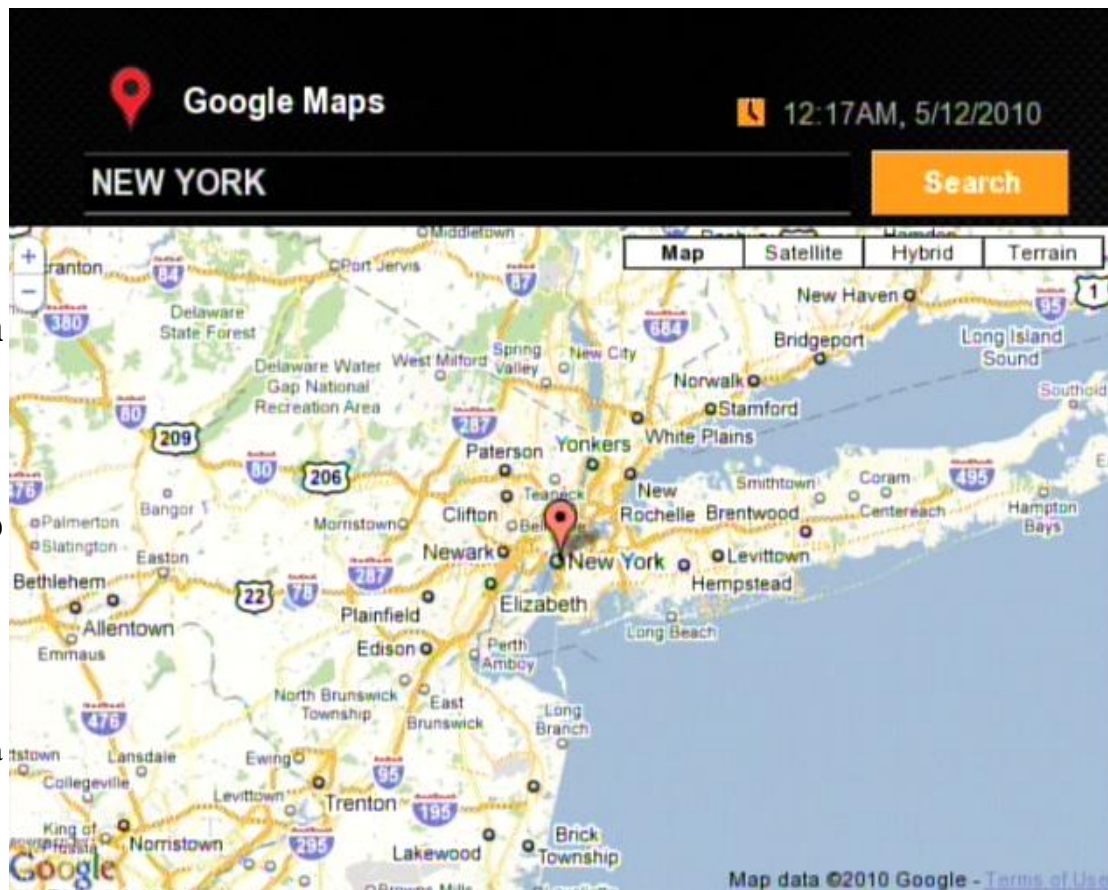 Google Maps
12:17AM, 5/12/2010
NEW YORK
Search
Middletown
Map
Satellite
Hybrid
Terrain
+
−
ranton
84
Port Jervis
87
New Haven
95
1
380
Delaware
State Forest
684
Bridgeport
Long Island
Sound
Delaware Water
Gap National
Recreation Area
West Milford
Spring
Valley
New City
Norwalk
Southold
80
209
287
Stamford
White Plains
Paterson
Yonkers
80
206
476
Bangor
Teaneck
New
Rochelle
Smithtown
Coram
Centereach
495
Hampton
Bays
Palmerton
Slatington
Morristown
Clifton
Brentwood
Easton
Newark
New York
Levittown
Bethlehem
22
78
287
Hempstead
Allentown
Plainfield
Elizabeth
Emmaus
Edison
Perth
Amboy
Long Beach
North Brunswick
Township
East
Brunswick
Long
Branch
476
Lansdale
Ewing
95
Collegeville
Levittown
Trenton
195
King of
Norristown
295
Lakewood
Brick
Township
Google
Map data ©2010 Google - Terms of Use